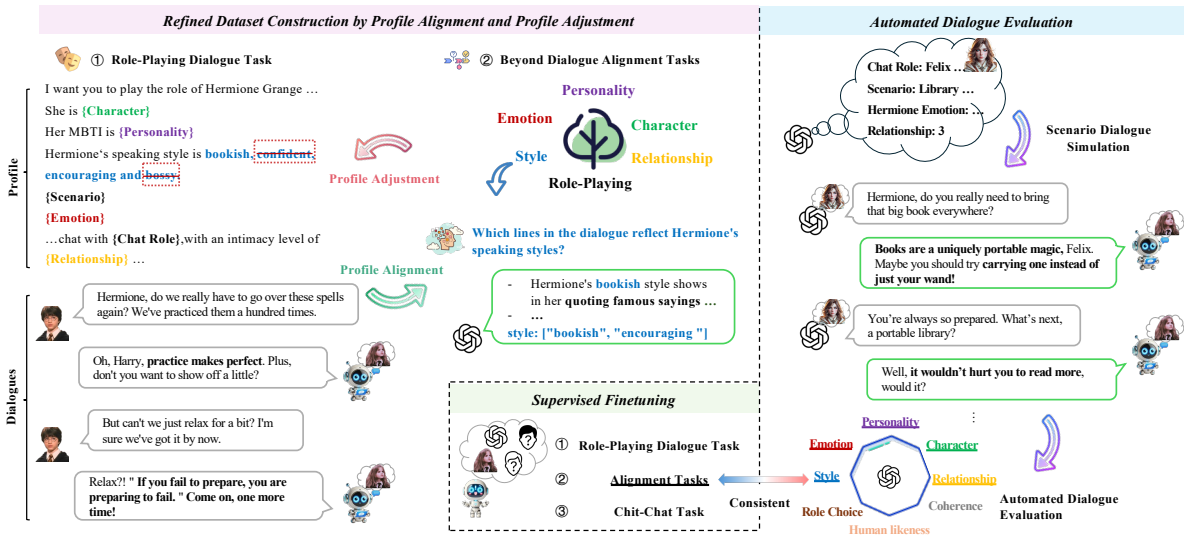 Refined Dataset Construction by Profile Alignment and Profile Adjustment
① Role-Playing Dialogue Task
Profile
I want you to play the role of Hermione Grange …
She is {Character}
Her MBTI is {Personality}
Hermione's speaking style is bookish, confident,
encouraging and bossy.
{Scenario}
{Emotion}
…chat with {Chat Role},with an intimacy level of
{Relationship} …
Dialogues
Hermione, do we really have to go over these spells
again? We've practiced them a hundred times.
Oh, Harry, practice makes perfect. Plus,
don't you want to show off a little?
But can't we just relax for a bit? I'm
sure we've got it by now.
Relax?! " If you fail to prepare, you are
preparing to fail. " Come on, one more
time!
Profile Adjustment
Profile Alignment
② Beyond Dialogue Alignment Tasks
Personality
Emotion
Character
Style
Relationship
Role-Playing
Which lines in the dialogue reflect Hermione's
speaking styles?
- Hermione's bookish style shows
in her quoting famous sayings …
- …
style: ["bookish", "encouraging "]
Supervised Finetuning
① Role-Playing Dialogue Task
② Alignment Tasks
③ Chit-Chat Task
Consistent
Automated Dialogue Evaluation
Chat Role: Felix …
Scenario: Library …
Hermione Emotion: …
Relationship: 3
Scenario Dialogue
Simulation
Hermione, do you really need to bring
that big book everywhere?
Books are a uniquely portable magic, Felix.
Maybe you should try carrying one instead of
just your wand!
You're always so prepared. What's next,
a portable library?
Well, it wouldn't hurt you to read more,
would it?
⋮
Personality
Emotion
Character
Style
Relationship
Role Choice
Coherence
Human likeness
Automated Dialogue
Evaluation